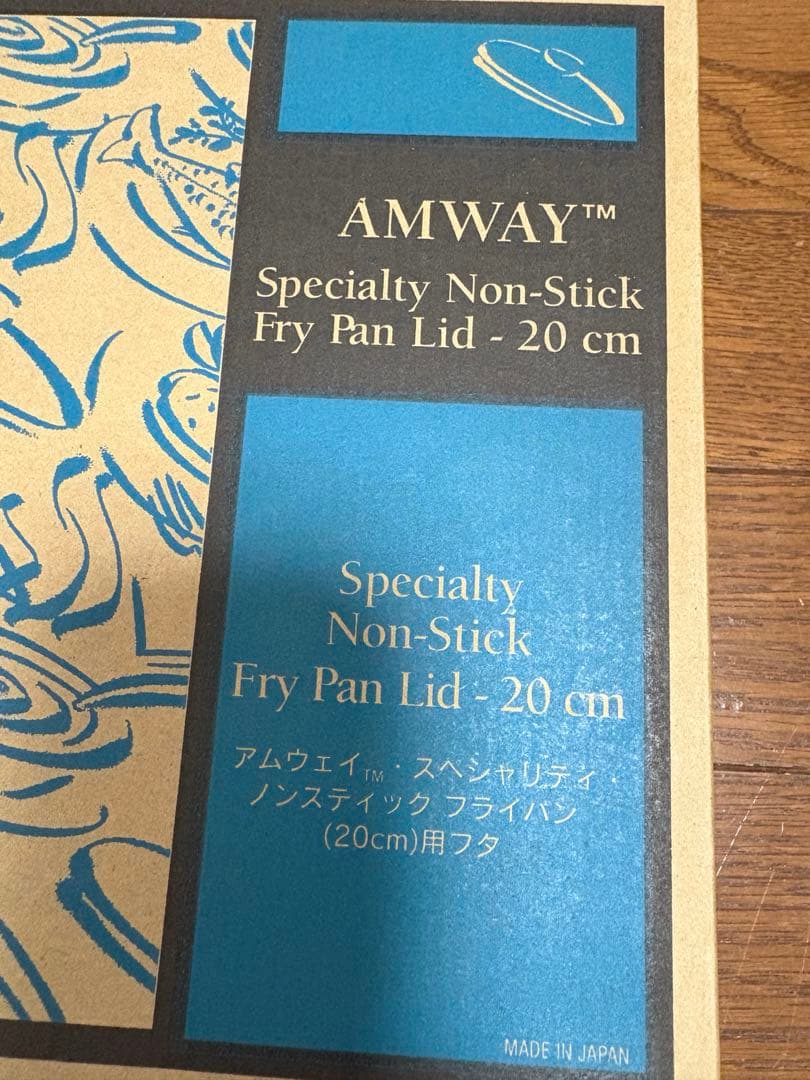 AMWAY™
Specialty Non-Stick
Fry Pan Lid - 20 cm
Specialty
Non-Stick
Fry Pan Lid - 20 cm
アムウェイ™・スペシャリティ・
ノンスティック フライパン
(20cm)用フタ
MADE IN JAPAN